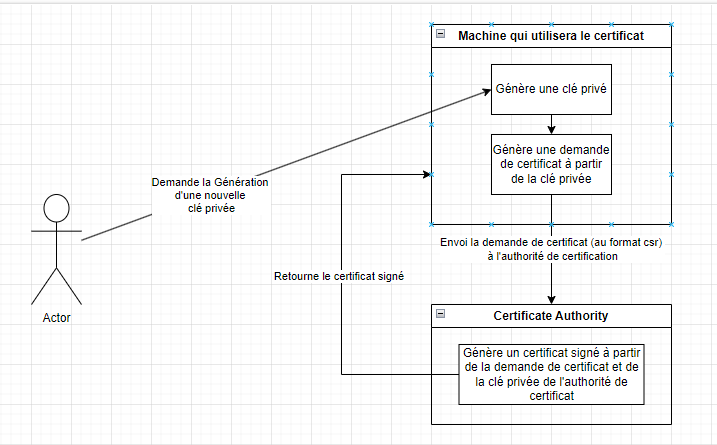 Machine qui utilisera le certificat
Génère une clé privé
Génère une demande
de certificat à partir
de la clé privée
Demande la Génération
d'une nouvelle
clé privée
Actor
Envoi la demande de certificat (au format csr)
à l'authorité de certification
Retourne le certificat signé
Certificate Authority
Génère un certificat signé à partir
de la demande de certificat et de
la clé privée de l'authorité de
certificat